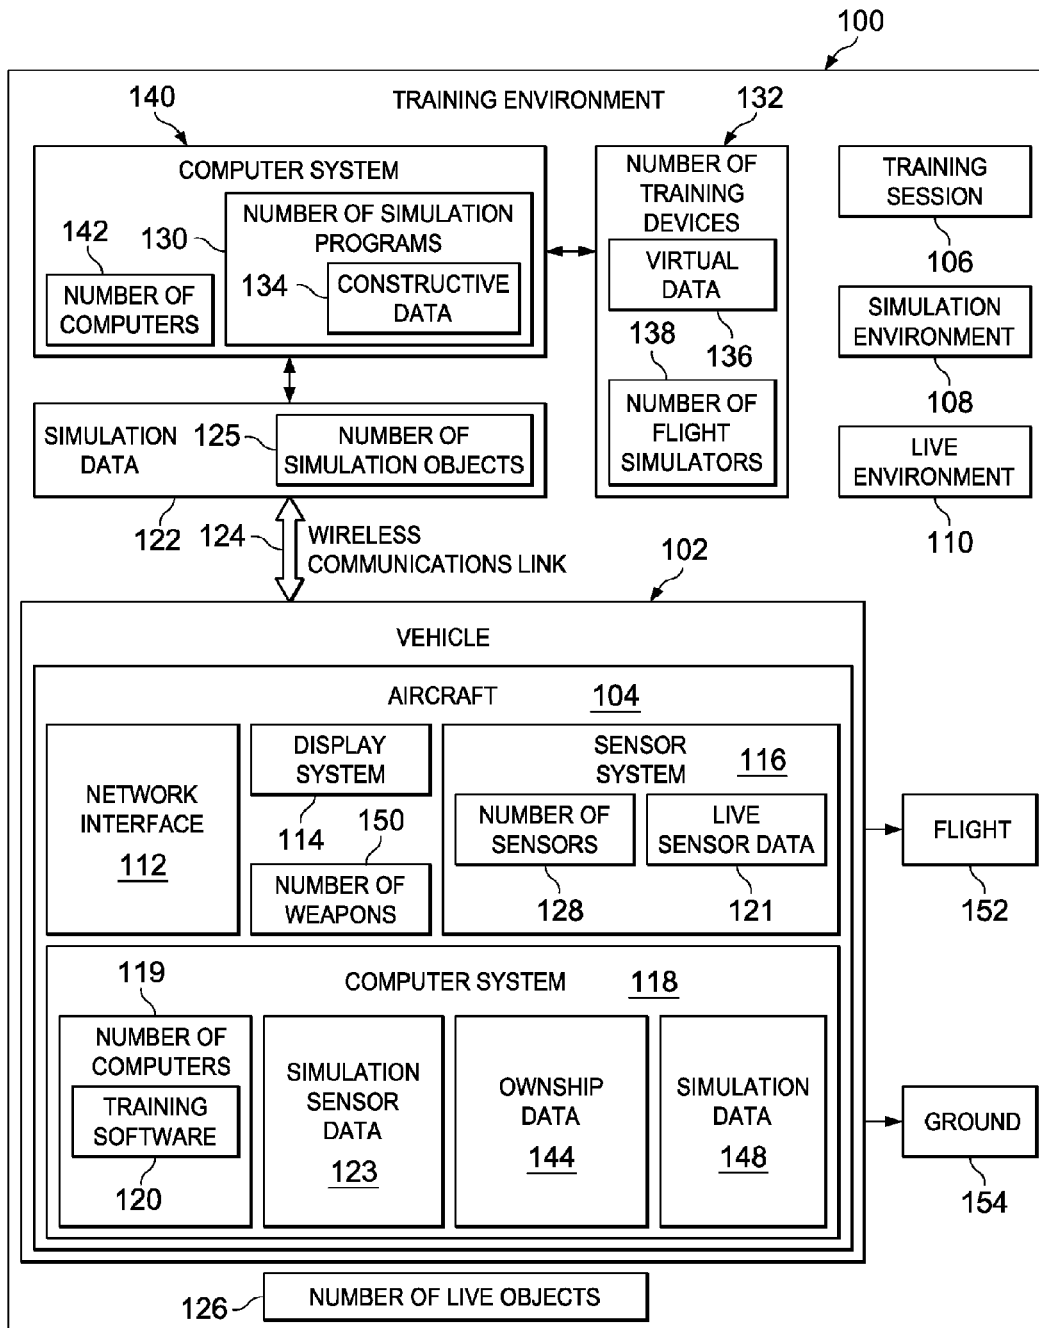 100
TRAINING ENVIRONMENT
140
COMPUTER SYSTEM
142
NUMBER OF
COMPUTERS
130
NUMBER OF SIMULATION
PROGRAMS
134
CONSTRUCTIVE
DATA
132
NUMBER OF
TRAINING
DEVICES
VIRTUAL
DATA
136
138
NUMBER OF
FLIGHT
SIMULATORS
TRAINING
SESSION
106
SIMULATION
ENVIRONMENT
108
LIVE
ENVIRONMENT
110
SIMULATION
DATA
125
NUMBER OF
SIMULATION OBJECTS
122
124
WIRELESS
COMMUNICATIONS LINK
102
VEHICLE
AIRCRAFT 104
NETWORK
INTERFACE
112
DISPLAY
SYSTEM
114
150
NUMBER OF
WEAPONS
SENSOR
SYSTEM
116
NUMBER OF
SENSORS
128
LIVE
SENSOR DATA
121
FLIGHT
152
COMPUTER SYSTEM 118
119
NUMBER OF
COMPUTERS
TRAINING
SOFTWARE
120
SIMULATION
SENSOR
DATA
123
OWNSHIP
DATA
144
SIMULATION
DATA
148
GROUND
154
126
NUMBER OF LIVE OBJECTS